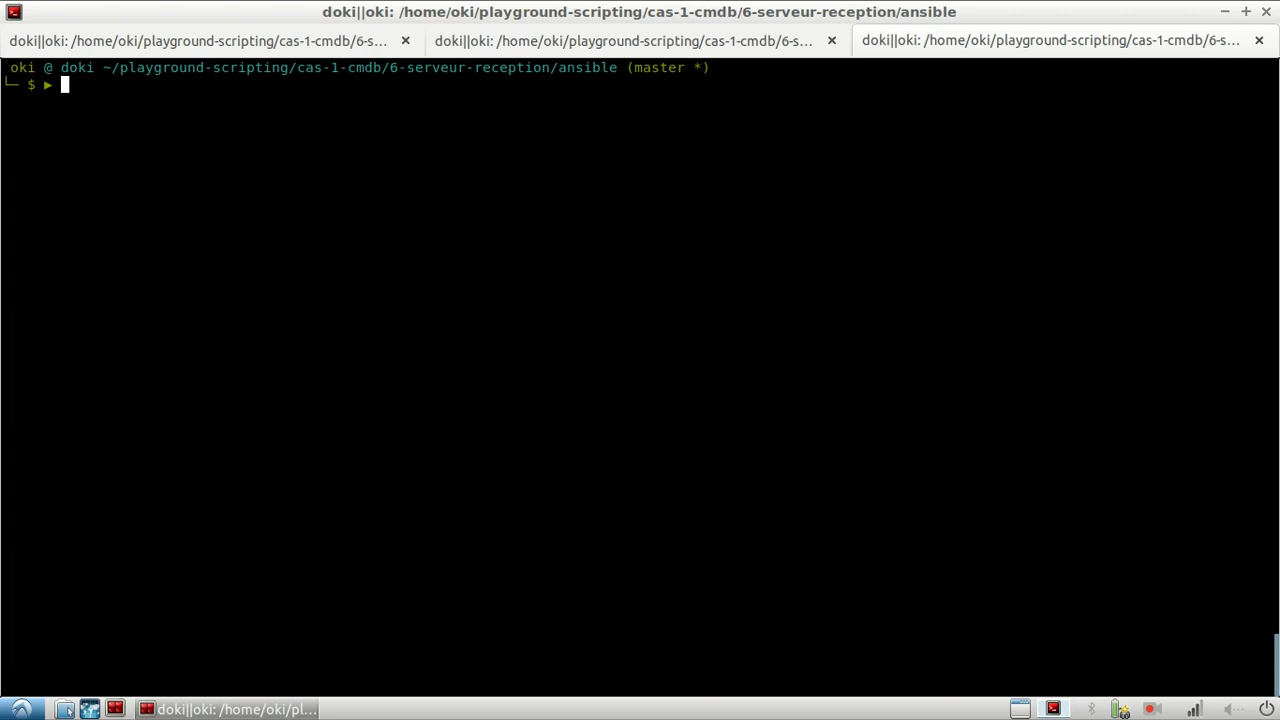 doki||oki: /home/oki/playground-scripting/cas-1-cmdb/6-serveur-reception/ansible
doki||oki: /home/oki/playground-scripting/cas-1-cmdb/6-s...
doki||oki: /home/oki/playground-scripting/cas-1-cmdb/6-s...
doki||oki: /home/oki/playground-scripting/cas-1-cmdb/6-s...
oki @ doki ~/playground-scripting/cas-1-cmdb/6-serveur-reception/ansible (master *)
└─ $ ▶
doki||oki: /home/oki/pl...